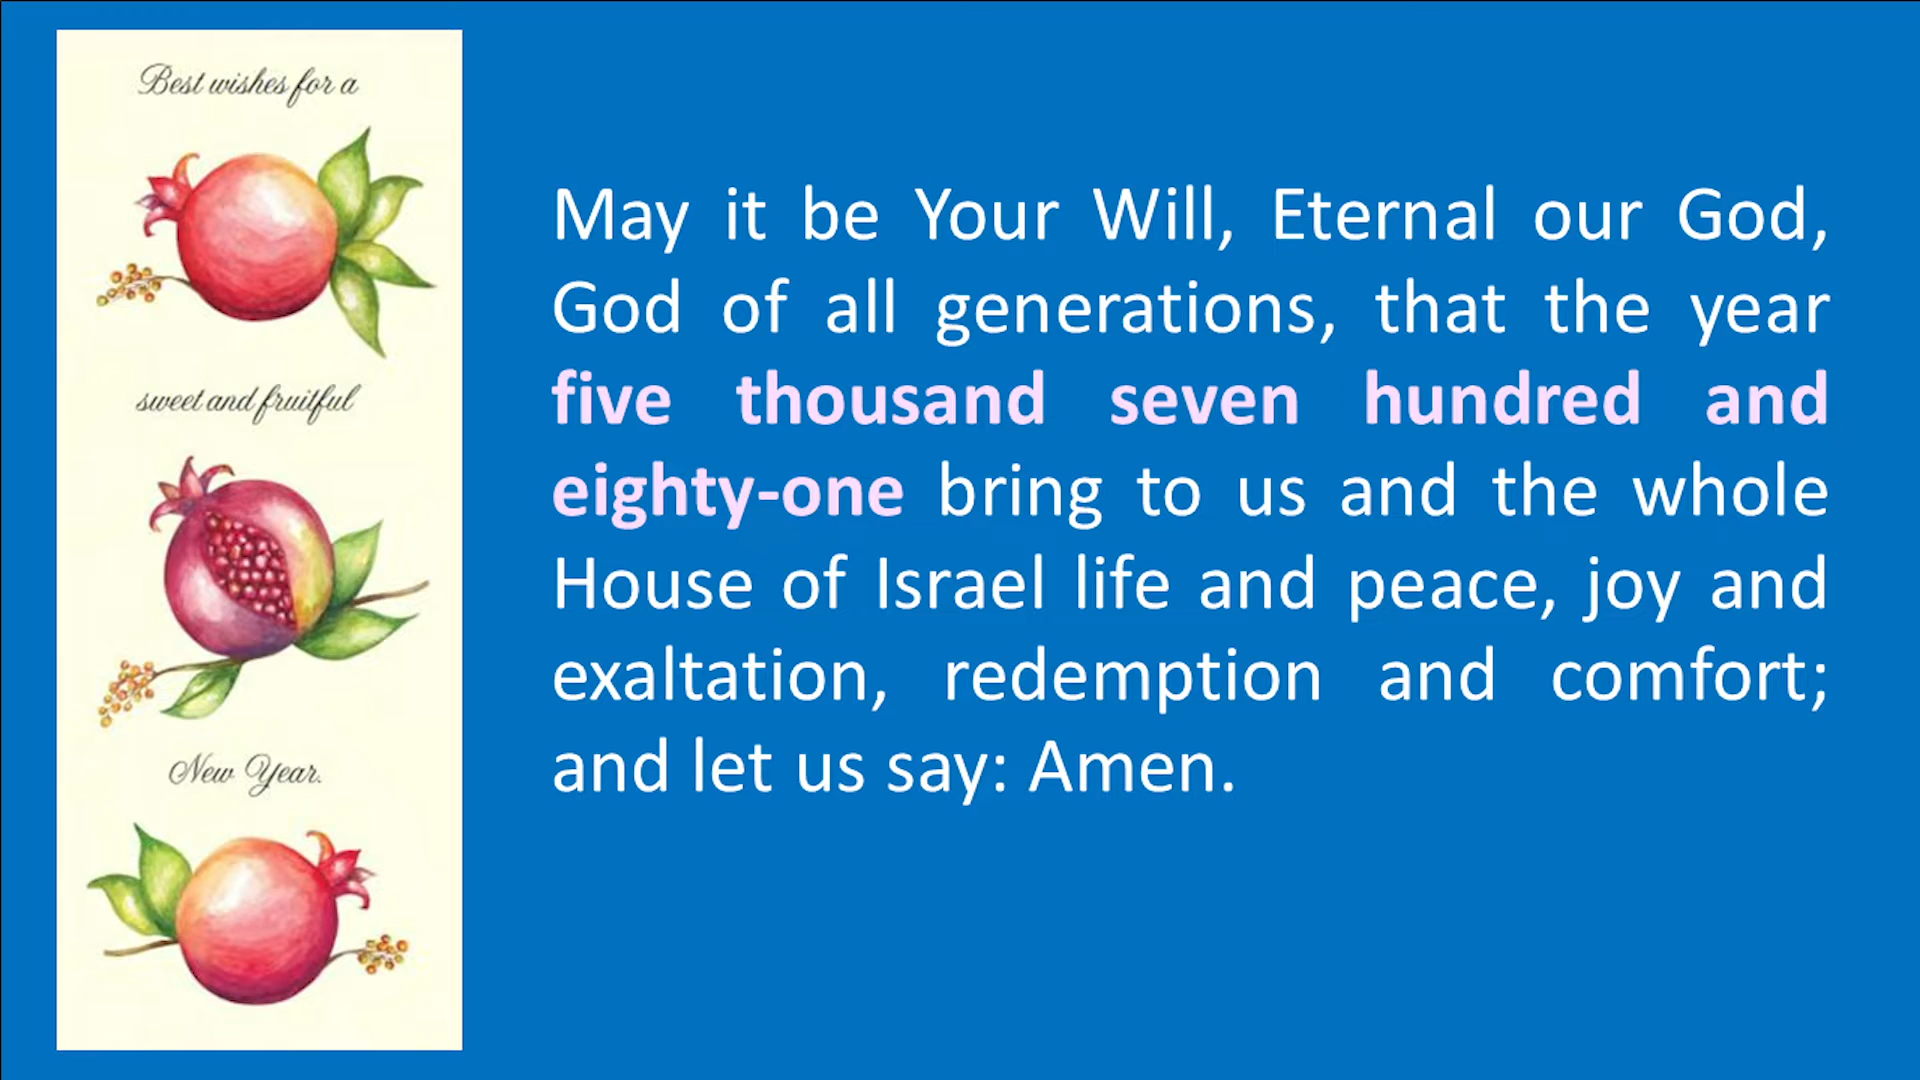 Best wishes for a
sweet and fruitful
New Year.
May it be Your Will, Eternal our God,
God of all generations, that the year
five thousand seven hundred and
eighty-one bring to us and the whole
House of Israel life and peace, joy and
exaltation, redemption and comfort;
and let us say: Amen.